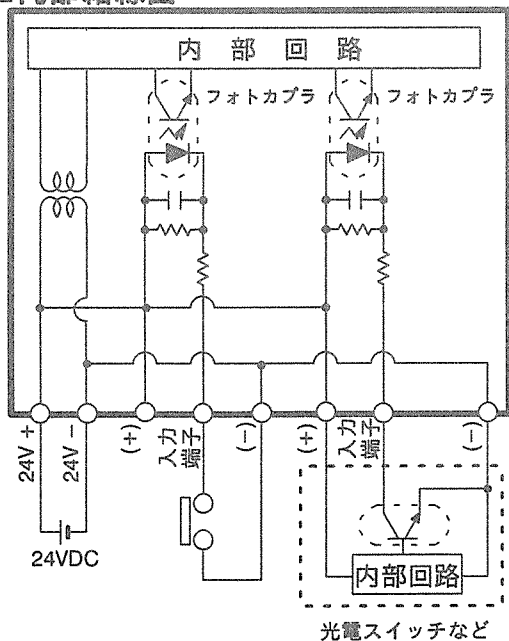 内部回路
フォトカプラ
フォトカプラ
24V +
24V −
(+)
入力
端子
(−)
(+)
入力
端子
(−)
24VDC
内部回路
光電スイッチなど